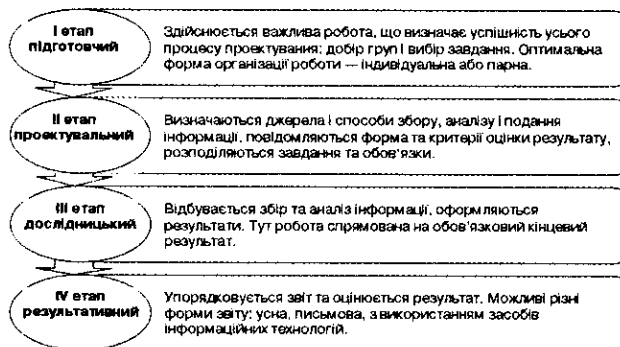 І етап
підготовчий
Здійснюється важлива робота, що визначає успішність усього
процесу проектування: добір груп і вибір завдання. Оптимальна
форма організації роботи — індивідуальна або парна.
ІІ етап
проектувальний
Визначаються джерела і способи збору, аналізу і подання
інформації, повідомляються форма та критерії оцінки результату,
розподіляються завдання та обов'язки.
ІІІ етап
дослідницький
Відбувається збір та аналіз інформації, оформляються
результати. Тут робота спрямована на обов'язковий кінцевий
результат.
IV етап
результативний
Упорядковується звіт та оцінюється результат. Можливі різні
форми звіту: усна, письмова, з використанням засобів
інформаційних технологій.